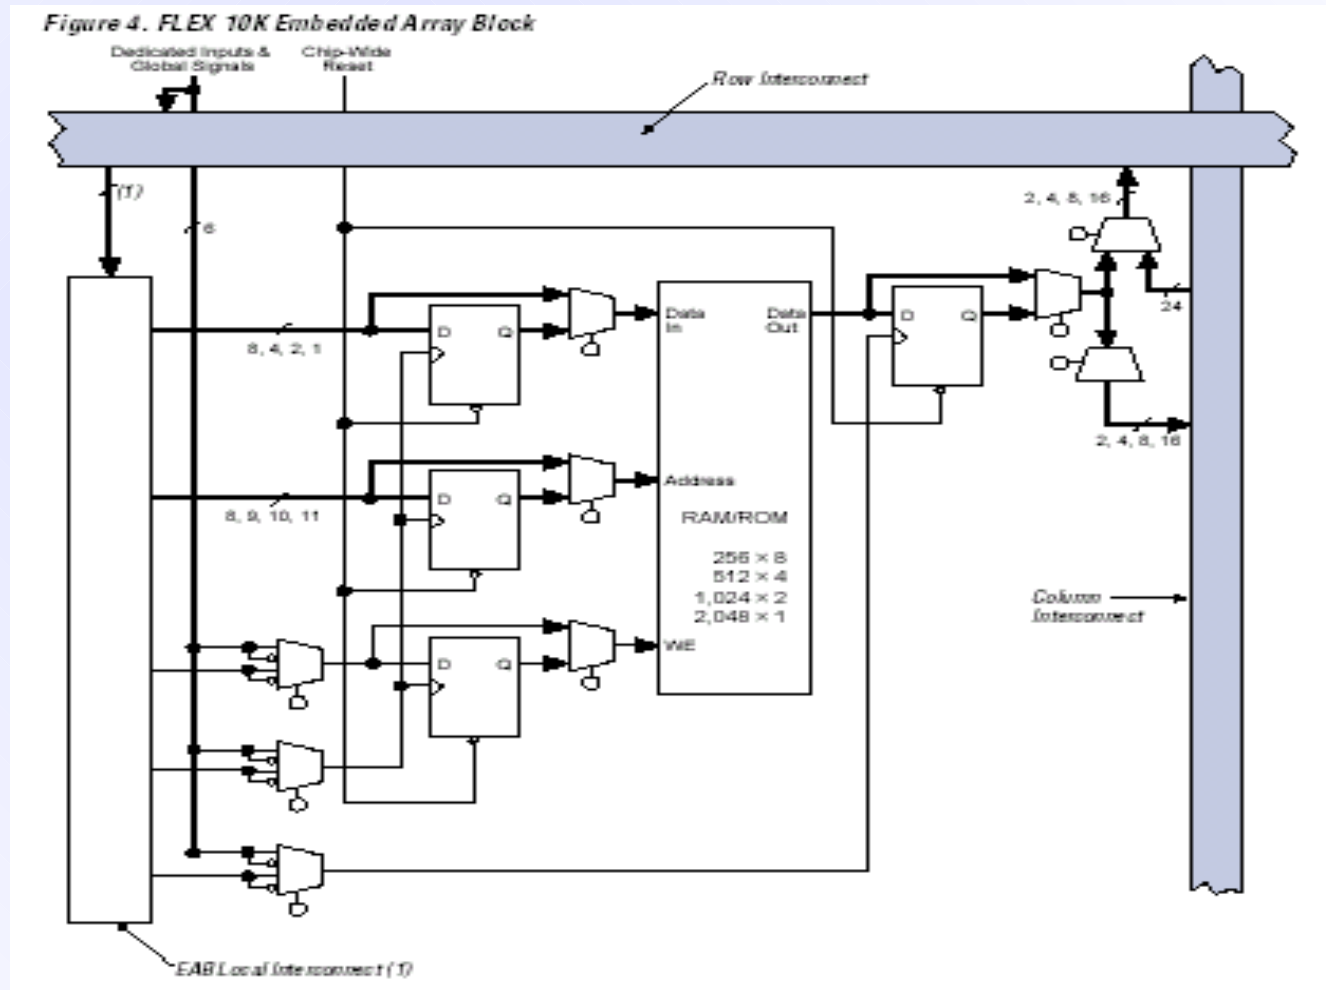 Figure 4. FLEX 10K Embedded Array Block
Dedicated Inputs &
Global Signals
Chip-Wide
Reset
Row Interconnect
(1)
6
2, 4, 8, 16
24
D
Q
8, 4, 2, 1
Data
In
Data
Out
D
Q
2, 4, 8, 16
D
Q
8, 9, 10, 11
Address
RAM/ROM
256 × 8
512 × 4
1,024 × 2
2,048 × 1
Column
Interconnect
D
Q
WE
EAB Local Interconnect (1)